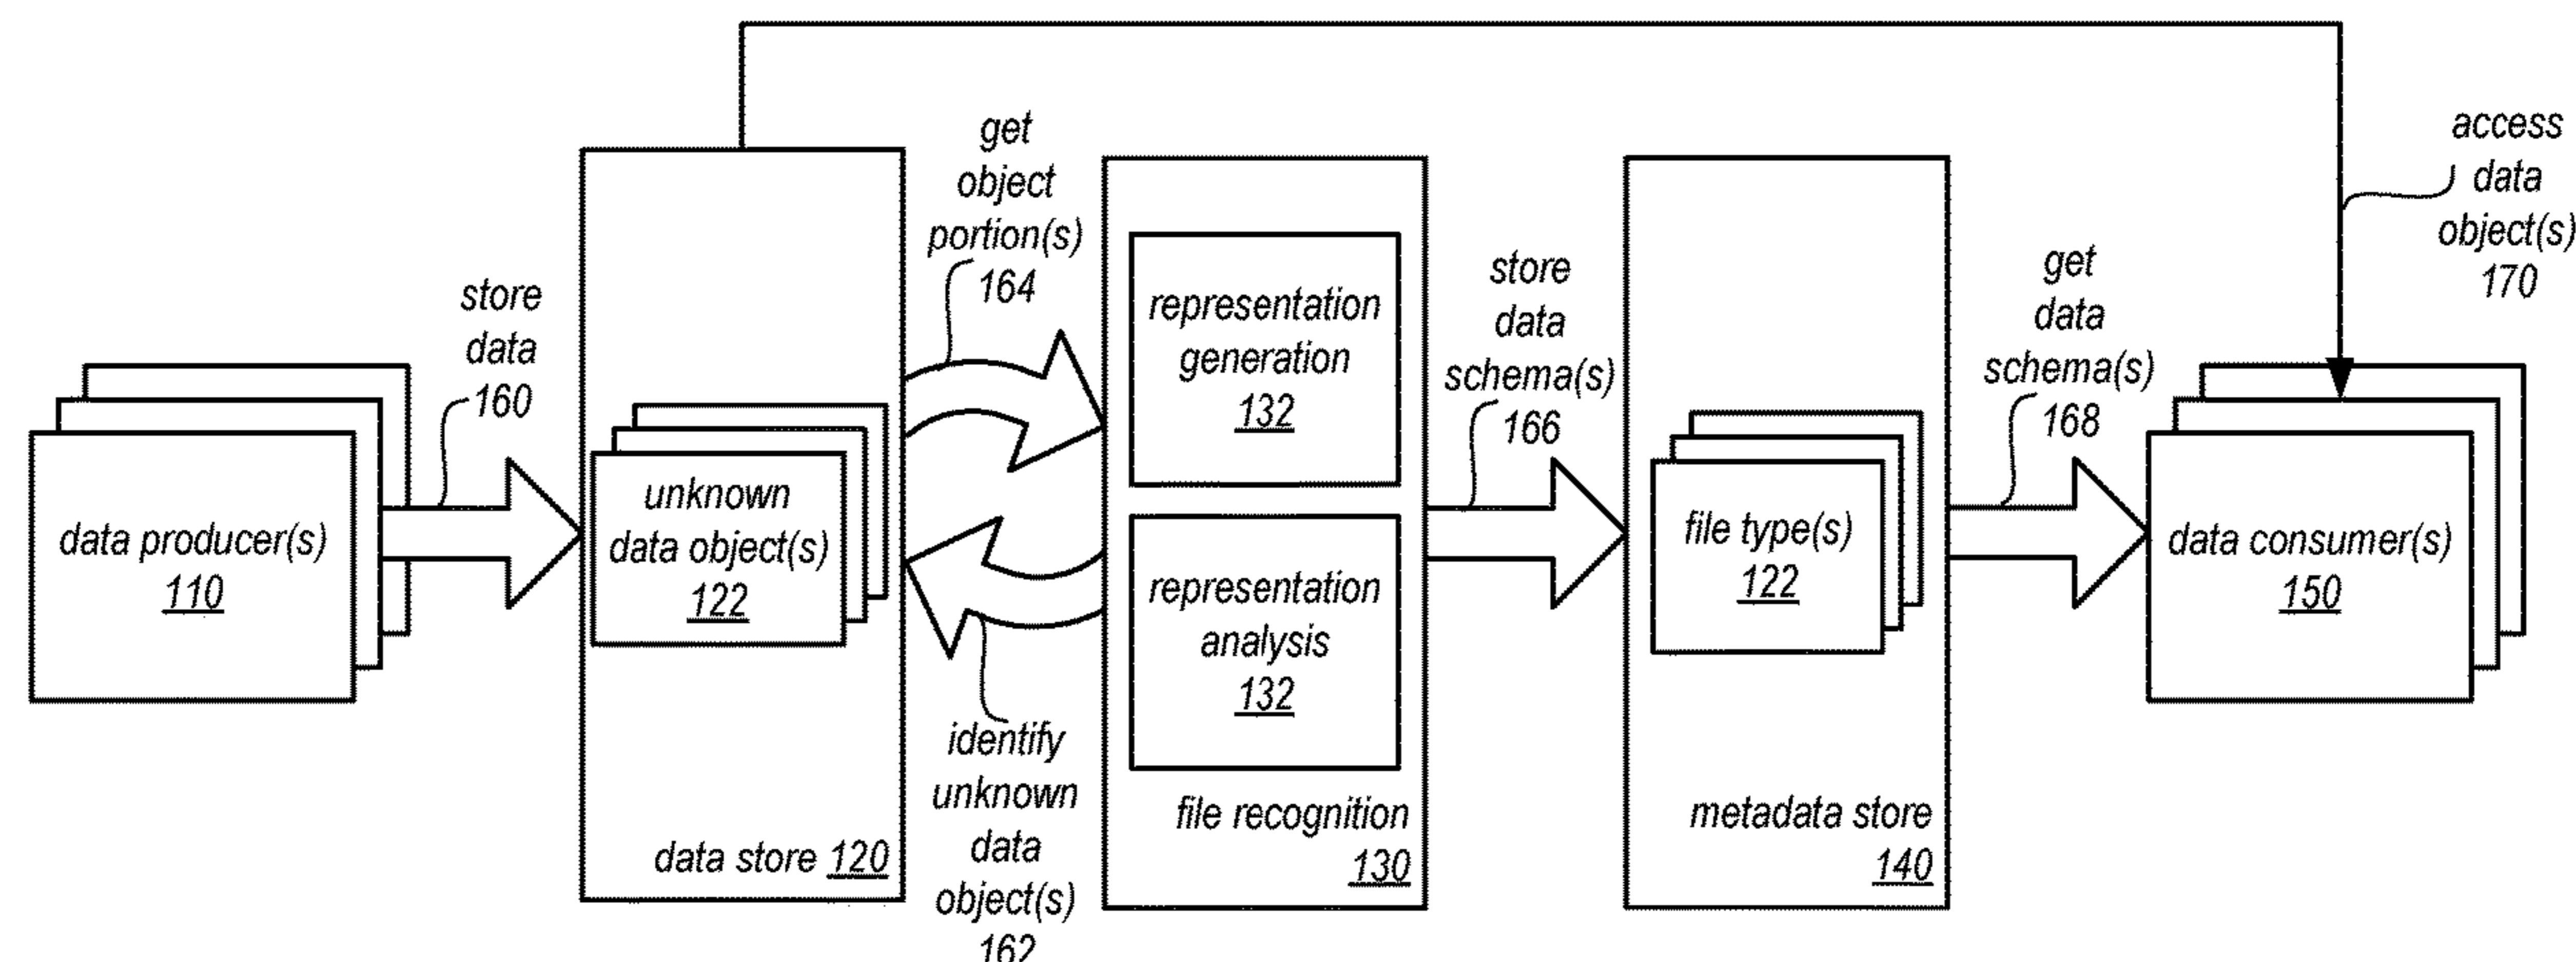 data producer(s)
110
store
data
160
unknown
data object(s)
122
data store 120
get
object
portion(s)
164
identify
unknown
data
object(s)
162
representation
generation
132
representation
analysis
132
file recognition
130
store
data
schema(s)
166
file type(s)
122
metadata store
140
get
data
schema(s)
168
data consumer(s)
150
access
data
object(s)
170